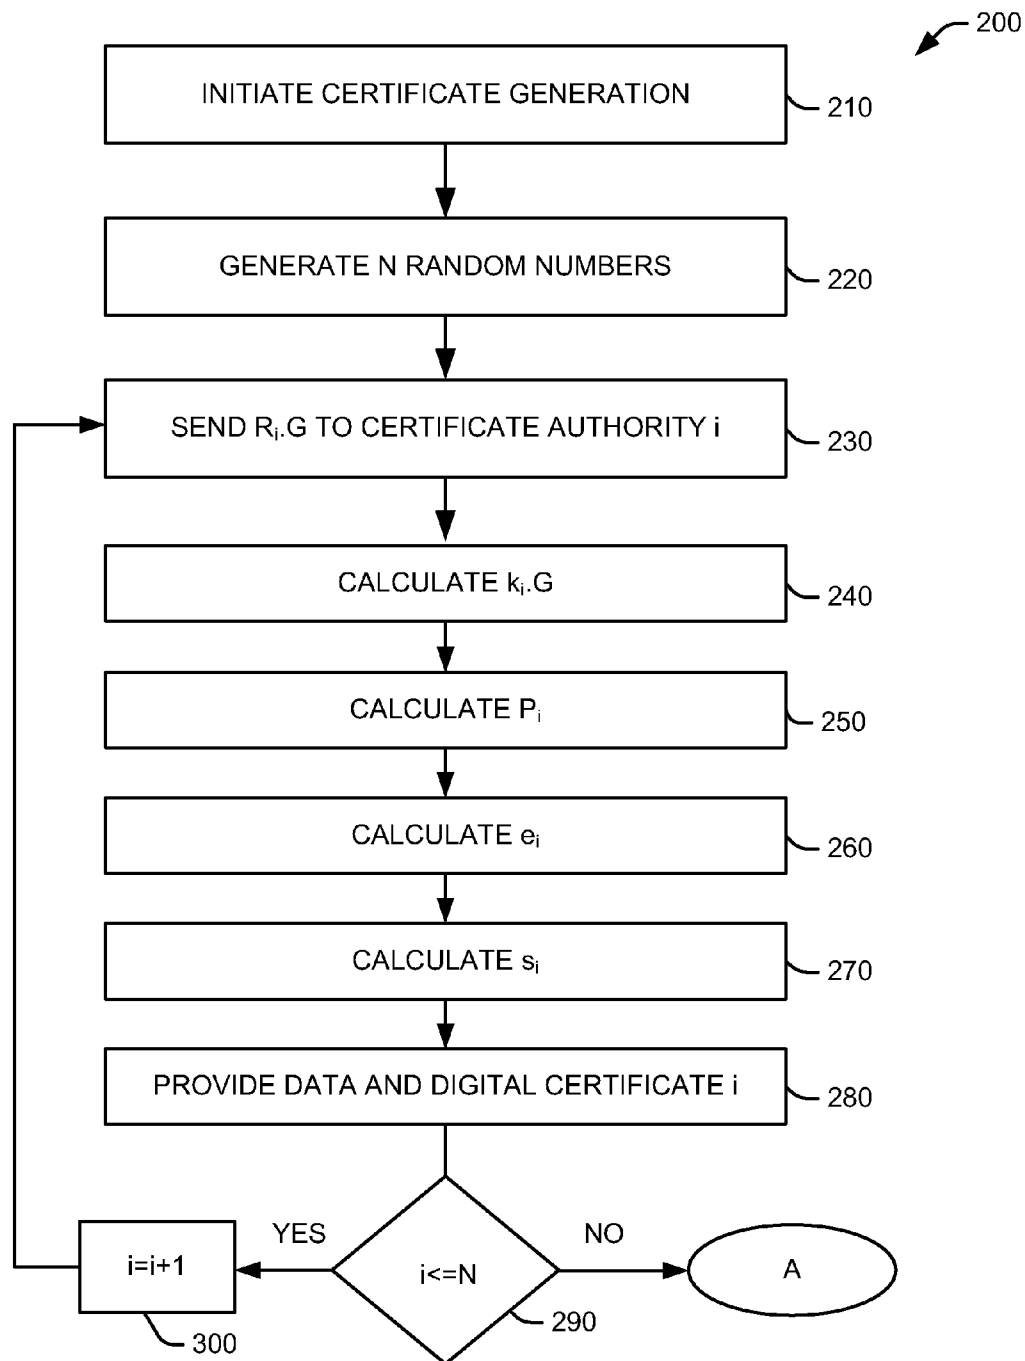 200
INITIATE CERTIFICATE GENERATION
210
GENERATE N RANDOM NUMBERS
220
SEND Rᵢ.G TO CERTIFICATE AUTHORITY i
230
CALCULATE kᵢ.G
240
CALCULATE Pᵢ
250
CALCULATE eᵢ
260
CALCULATE sᵢ
270
PROVIDE DATA AND DIGITAL CERTIFICATE i
280
YES
NO
i=i+1
i<=N
A
290
300